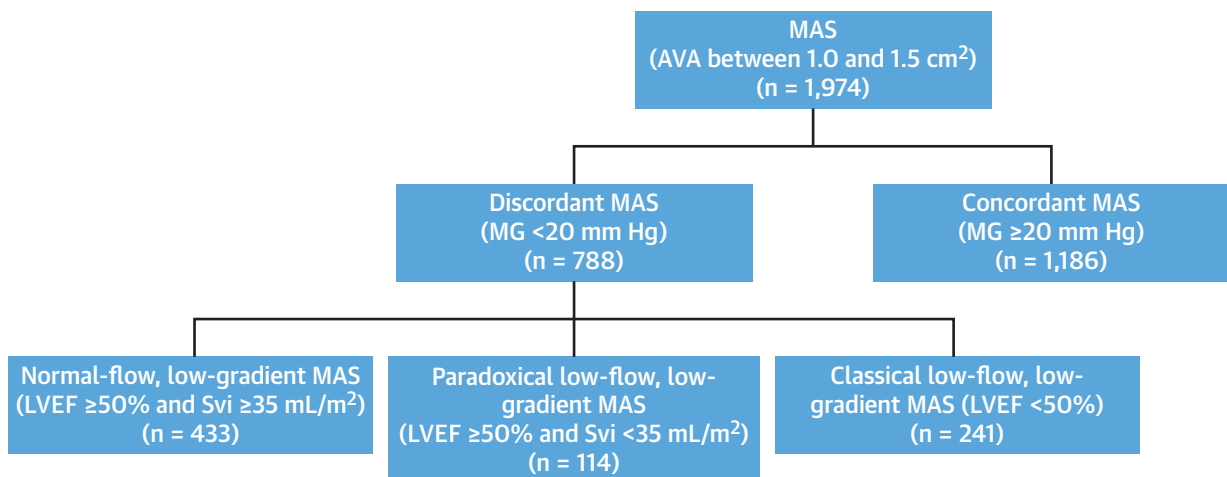 MAS
(AVA between 1.0 and 1.5 cm²)
(n = 1,974)
Discordant MAS
(MG <20 mm Hg)
(n = 788)
Concordant MAS
(MG ≥20 mm Hg)
(n = 1,186)
Normal-flow, low-gradient MAS
(LVEF ≥50% and Svi ≥35 mL/m²)
(n = 433)
Paradoxical low-flow, low-
gradient MAS
(LVEF ≥50% and Svi <35 mL/m²)
(n = 114)
Classical low-flow, low-
gradient MAS (LVEF <50%)
(n = 241)